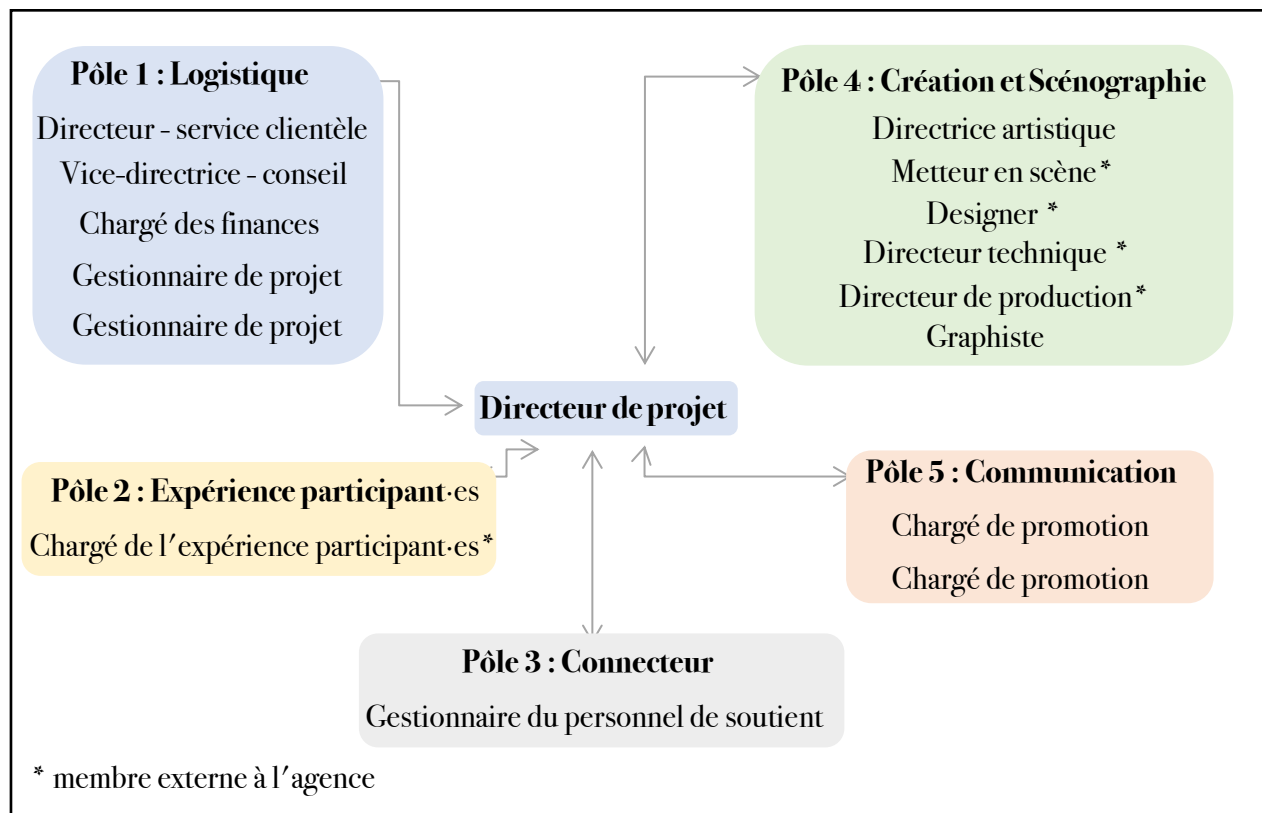 Pôle 1 : Logistique
Directeur - service clientèle
Vice-directrice - conseil
Chargé des finances
Gestionnaire de projet
Gestionnaire de projet
Pôle 4 : Création et Scénographie
Directrice artistique
Metteur en scène*
Designer *
Directeur technique *
Directeur de production*
Graphiste
Directeur de projet
Pôle 2 : Expérience participant·es
Chargé de l'expérience participant·es*
Pôle 5 : Communication
Chargé de promotion
Chargé de promotion
Pôle 3 : Connecteur
Gestionnaire du personnel de soutient
* membre externe à l'agence